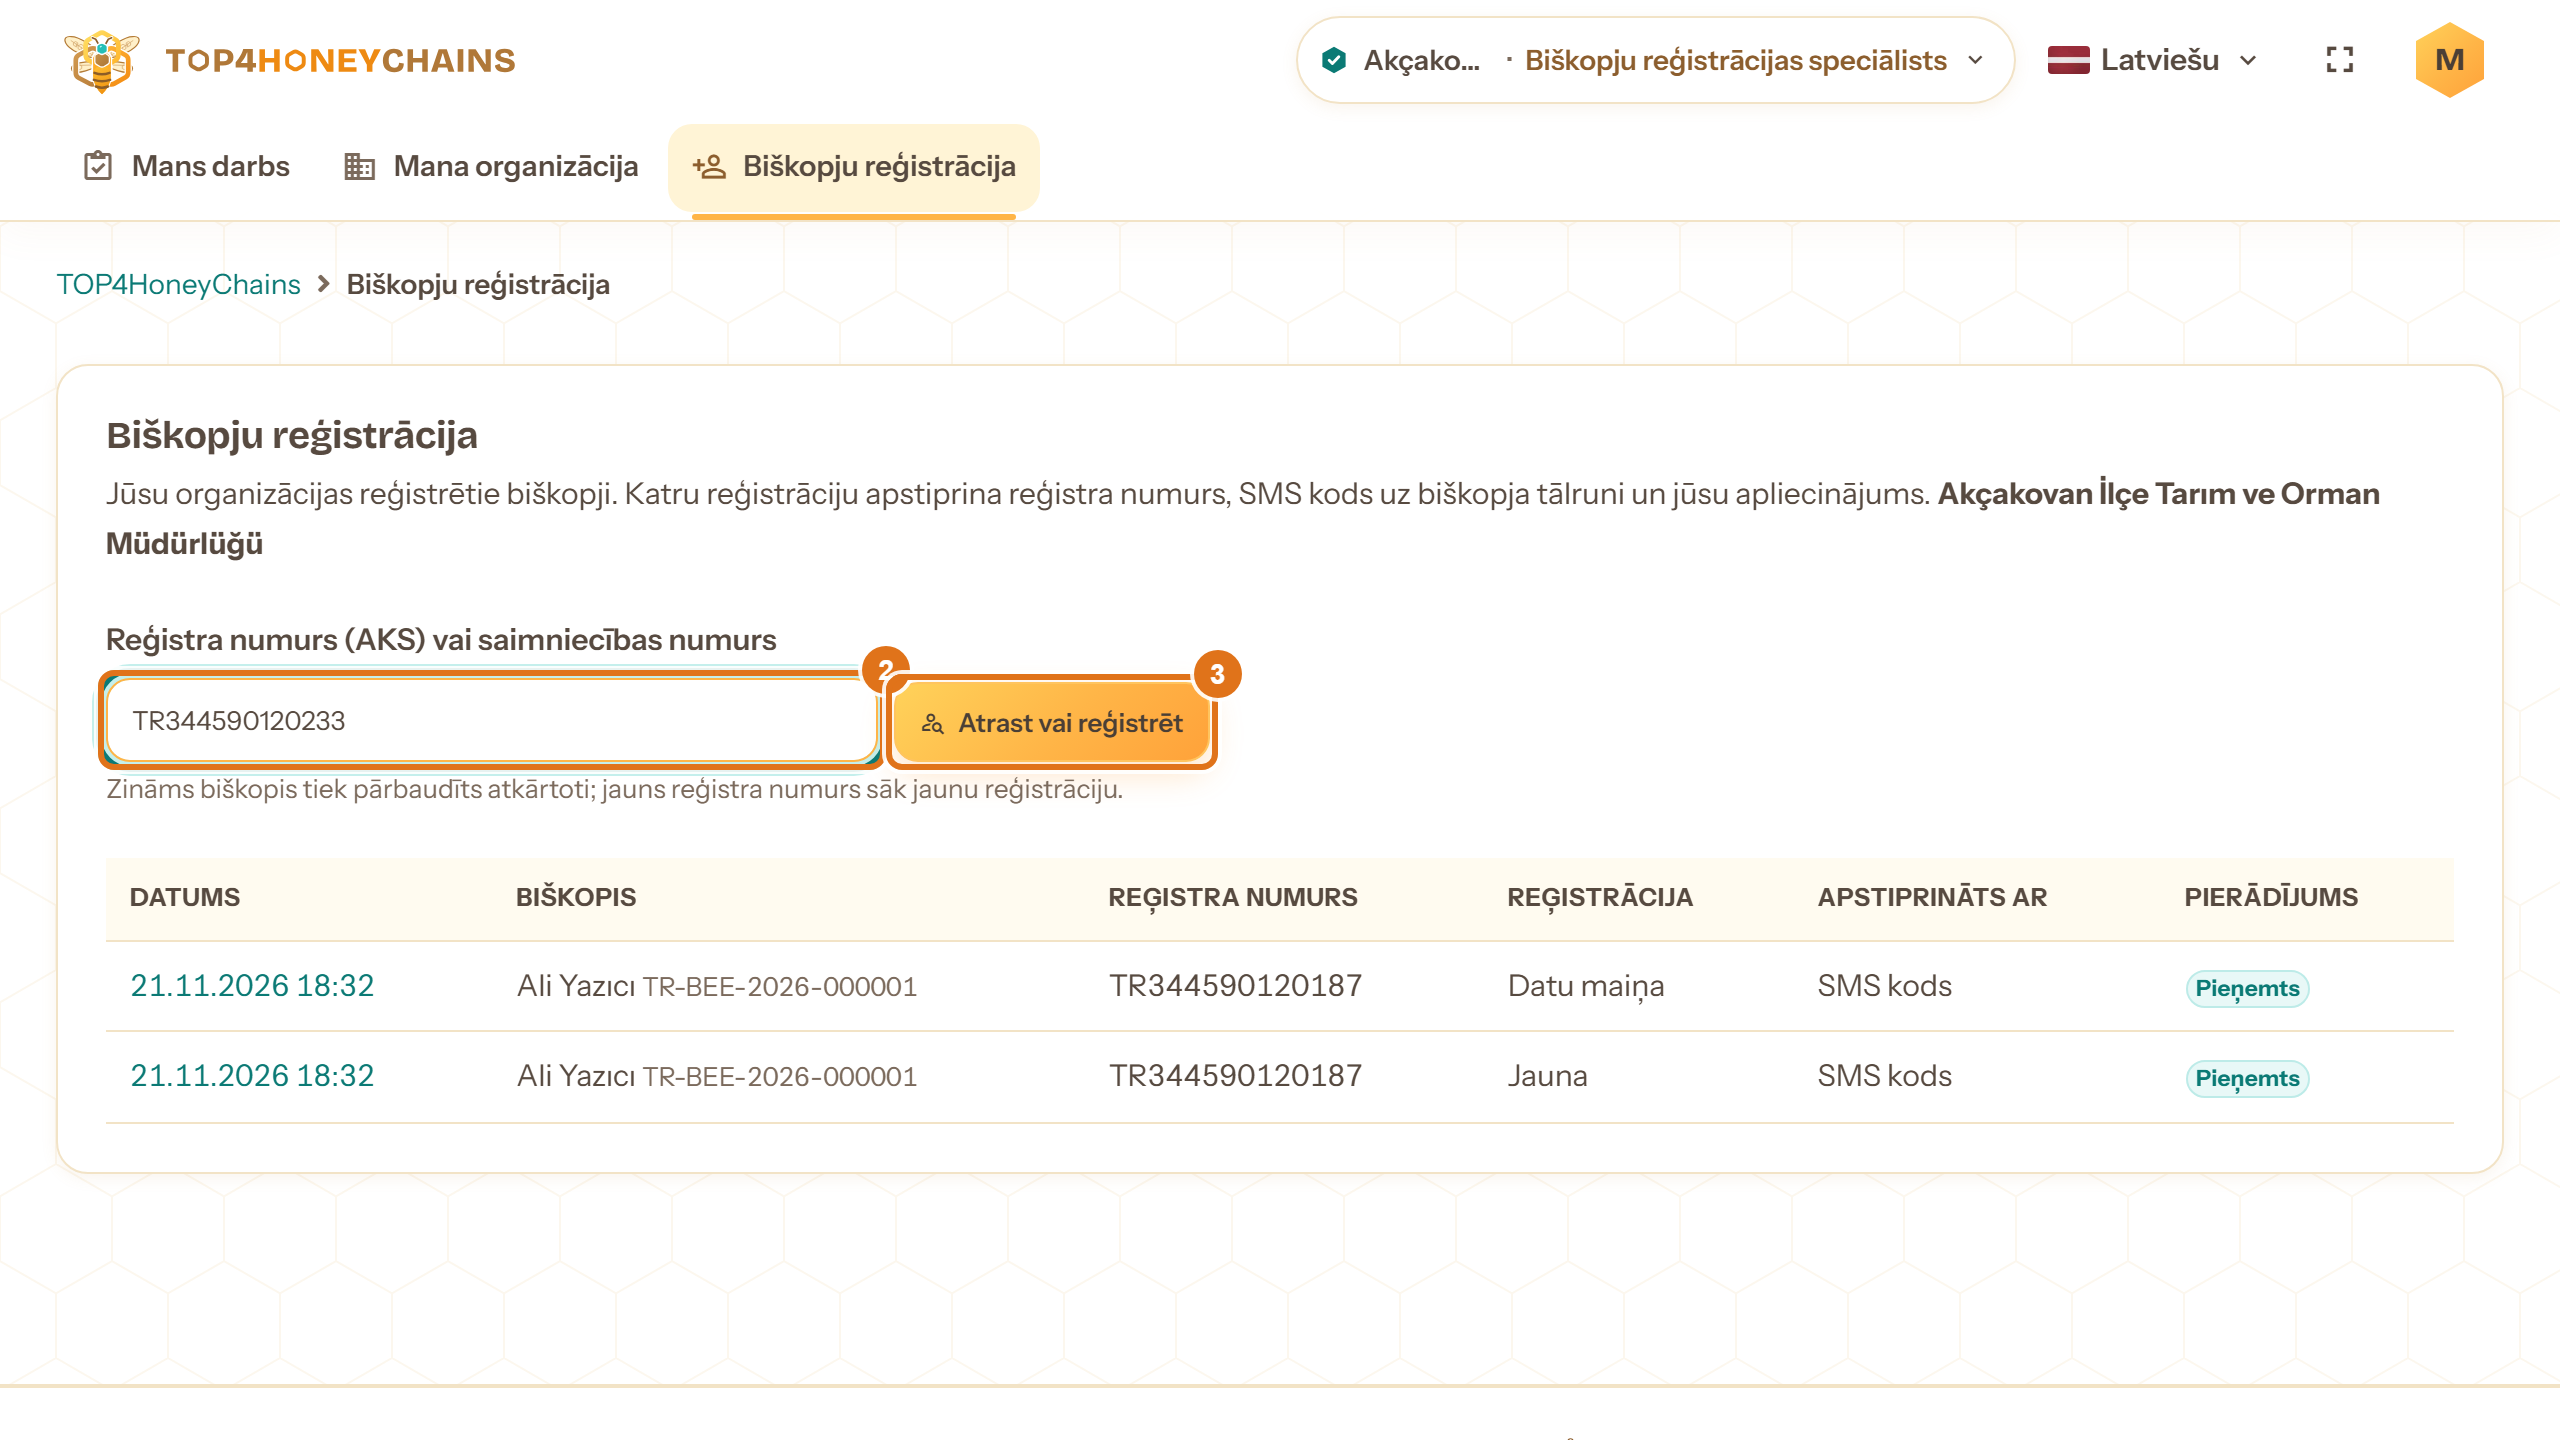 TOP4HONEYCHAINS
Akçako... · Biškopju reģistrācijas speciālists
Latviešu
M
Mans darbs
Mana organizācija
Biškopju reģistrācija
TOP4HoneyChains > Biškopju reģistrācija
Biškopju reģistrācija
Jūsu organizācijas reģistrētie biškopji. Katru reģistrāciju apstiprina reģistra numurs, SMS kods uz biškopja tālruni un jūsu apliecinājums. Akçakovan İlçe Tarım ve Orman
Müdürlüğü
Reģistra numurs (AKS) vai saimniecības numurs
2
3
TR344590120233
Atrast vai reģistrēt
Zināms biškopis tiek pārbaudīts atkārtoti; jauns reģistra numurs sāk jaunu reģistrāciju.
DATUMS BIŠKOPIS REĢISTRA NUMURS REĢISTRĀCIJA APSTIPRINĀTS AR PIERĀDĪJUMS
21.11.2026 18:32 Ali Yazıcı TR-BEE-2026-000001 TR344590120187 Datu maiņa SMS kods Pieņemts
21.11.2026 18:32 Ali Yazıcı TR-BEE-2026-000001 TR344590120187 Jauna SMS kods Pieņemts